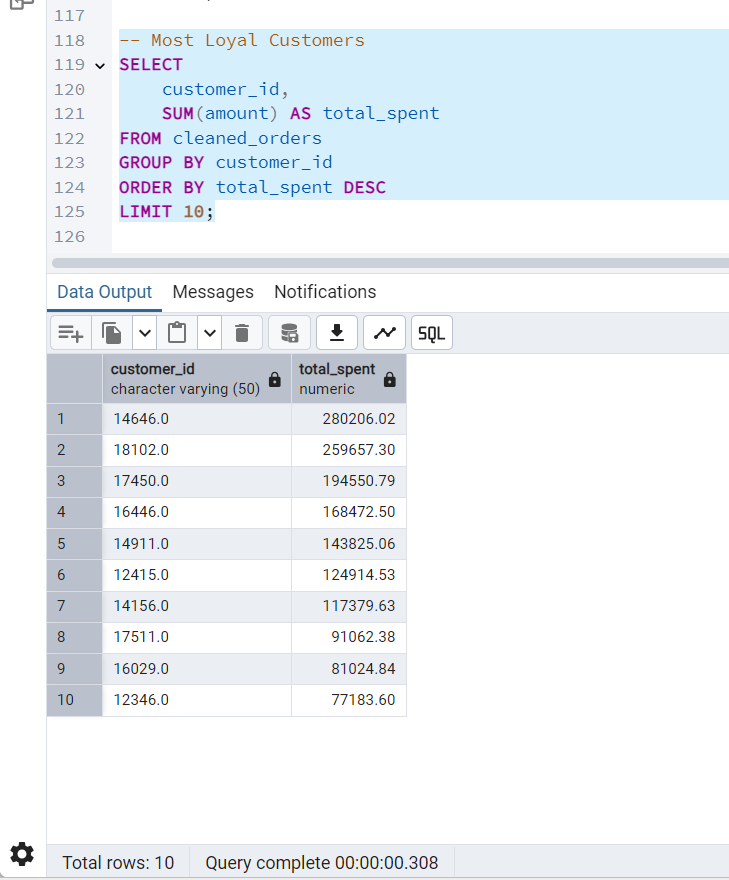 117
118 -- Most Loyal Customers
119 SELECT
120 customer_id,
121 SUM(amount) AS total_spent
122 FROM cleaned_orders
123 GROUP BY customer_id
124 ORDER BY total_spent DESC
125 LIMIT 10;
126
Data Output Messages Notifications
SQL
customer_id total_spent
character varying (50) numeric
1 14646.0 280206.02
2 18102.0 259657.30
3 17450.0 194550.79
4 16446.0 168472.50
5 14911.0 143825.06
6 12415.0 124914.53
7 14156.0 117379.63
8 17511.0 91062.38
9 16029.0 81024.84
10 12346.0 77183.60
Total rows: 10 Query complete 00:00:00.308